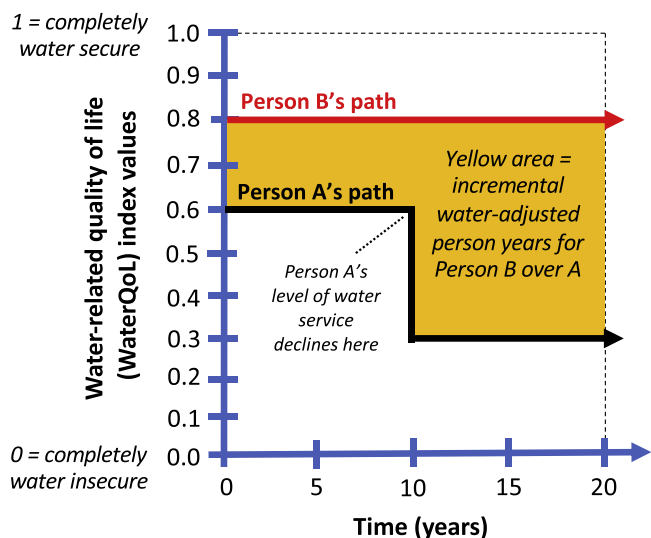 1 = completely
water secure
Water-related quality of life
(WaterQoL) index values
1.0
0.9
0.8
0.7
0.6
0.5
0.4
0.3
0.2
0.1
0.0
0 = completely
water insecure
Person B’s path
Person A’s path
Yellow area =
incremental
water-adjusted
person years for
Person B over A
Person A’s
level of water
service
declines here
0
5
10
15
20
Time (years)